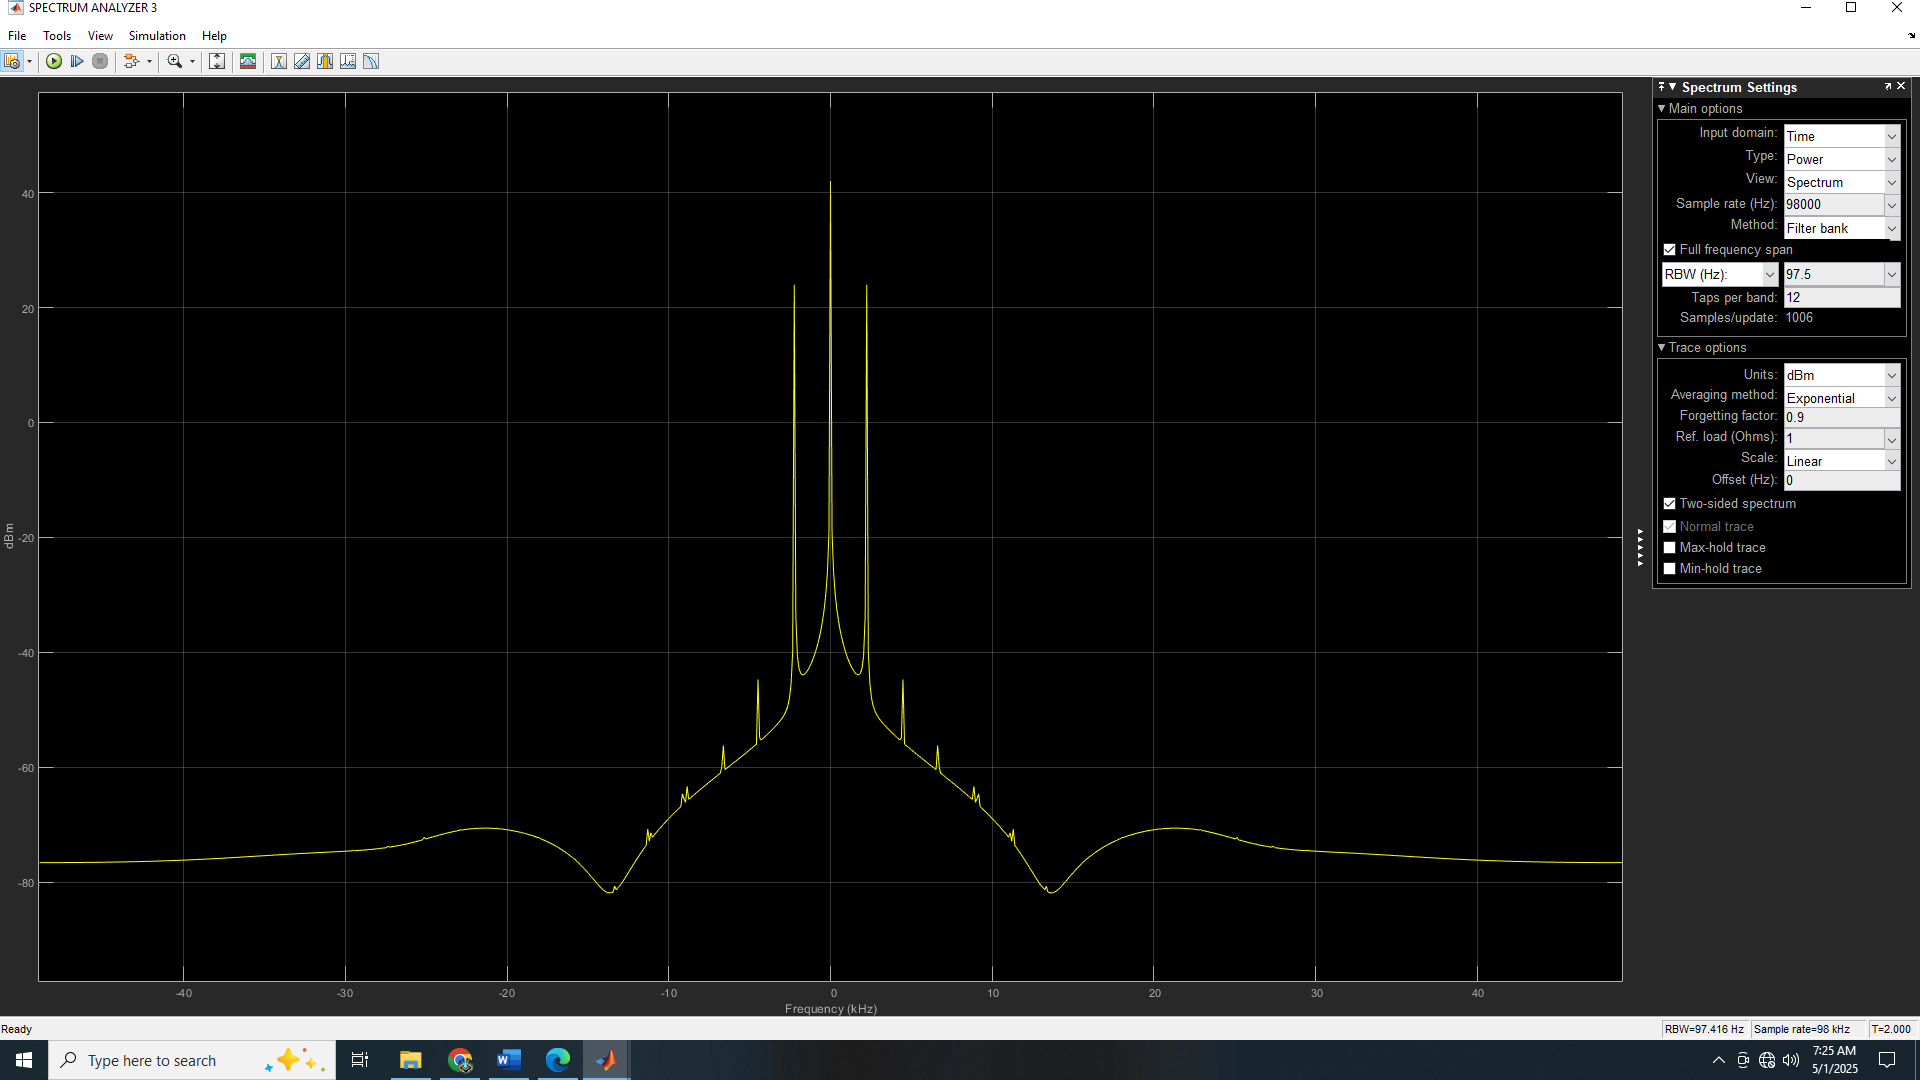 SPECTRUM ANALYZER 3
File Tools View Simulation Help
Spectrum Settings
Main options
Input domain: Time
Type: Power
View: Spectrum
Sample rate (Hz): 98000
Method: Filter bank
Full frequency span
RBW (Hz): 97.5
Taps per band: 12
Samples/update: 1006
Trace options
Units: dBm
Averaging method: Exponential
Forgetting factor: 0.9
Ref. load (Ohms): 1
Scale: Linear
Offset (Hz): 0
Two-sided spectrum
Normal trace
Max-hold trace
Min-hold trace
40
20
0
-20
-40
-60
-80
dBm
-40 -30 -20 -10 0 10 20 30 40
Frequency (kHz)
Ready
RBW=97.416 Hz Sample rate=98 kHz T=2.000
Type here to search
7:25 AM
5/1/2025